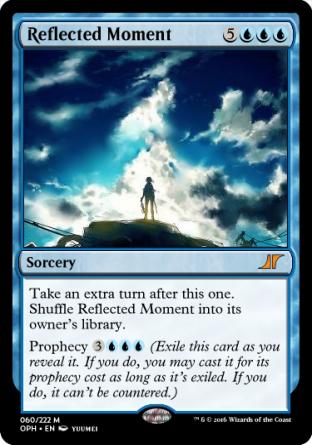 Reflected Moment 5
Sorcery
Take an extra turn after this one.
Shuffle Reflected Moment into its
owner's library.
Prophecy 3 (Exile this card as you
reveal it. If you do, you may cast it for its
prophecy cost as long as it's exiled. If you
do, it can't be countered.)
060/222 M
OPH • EN YUUMEI
™ & © 2016 Wizards of the Coast